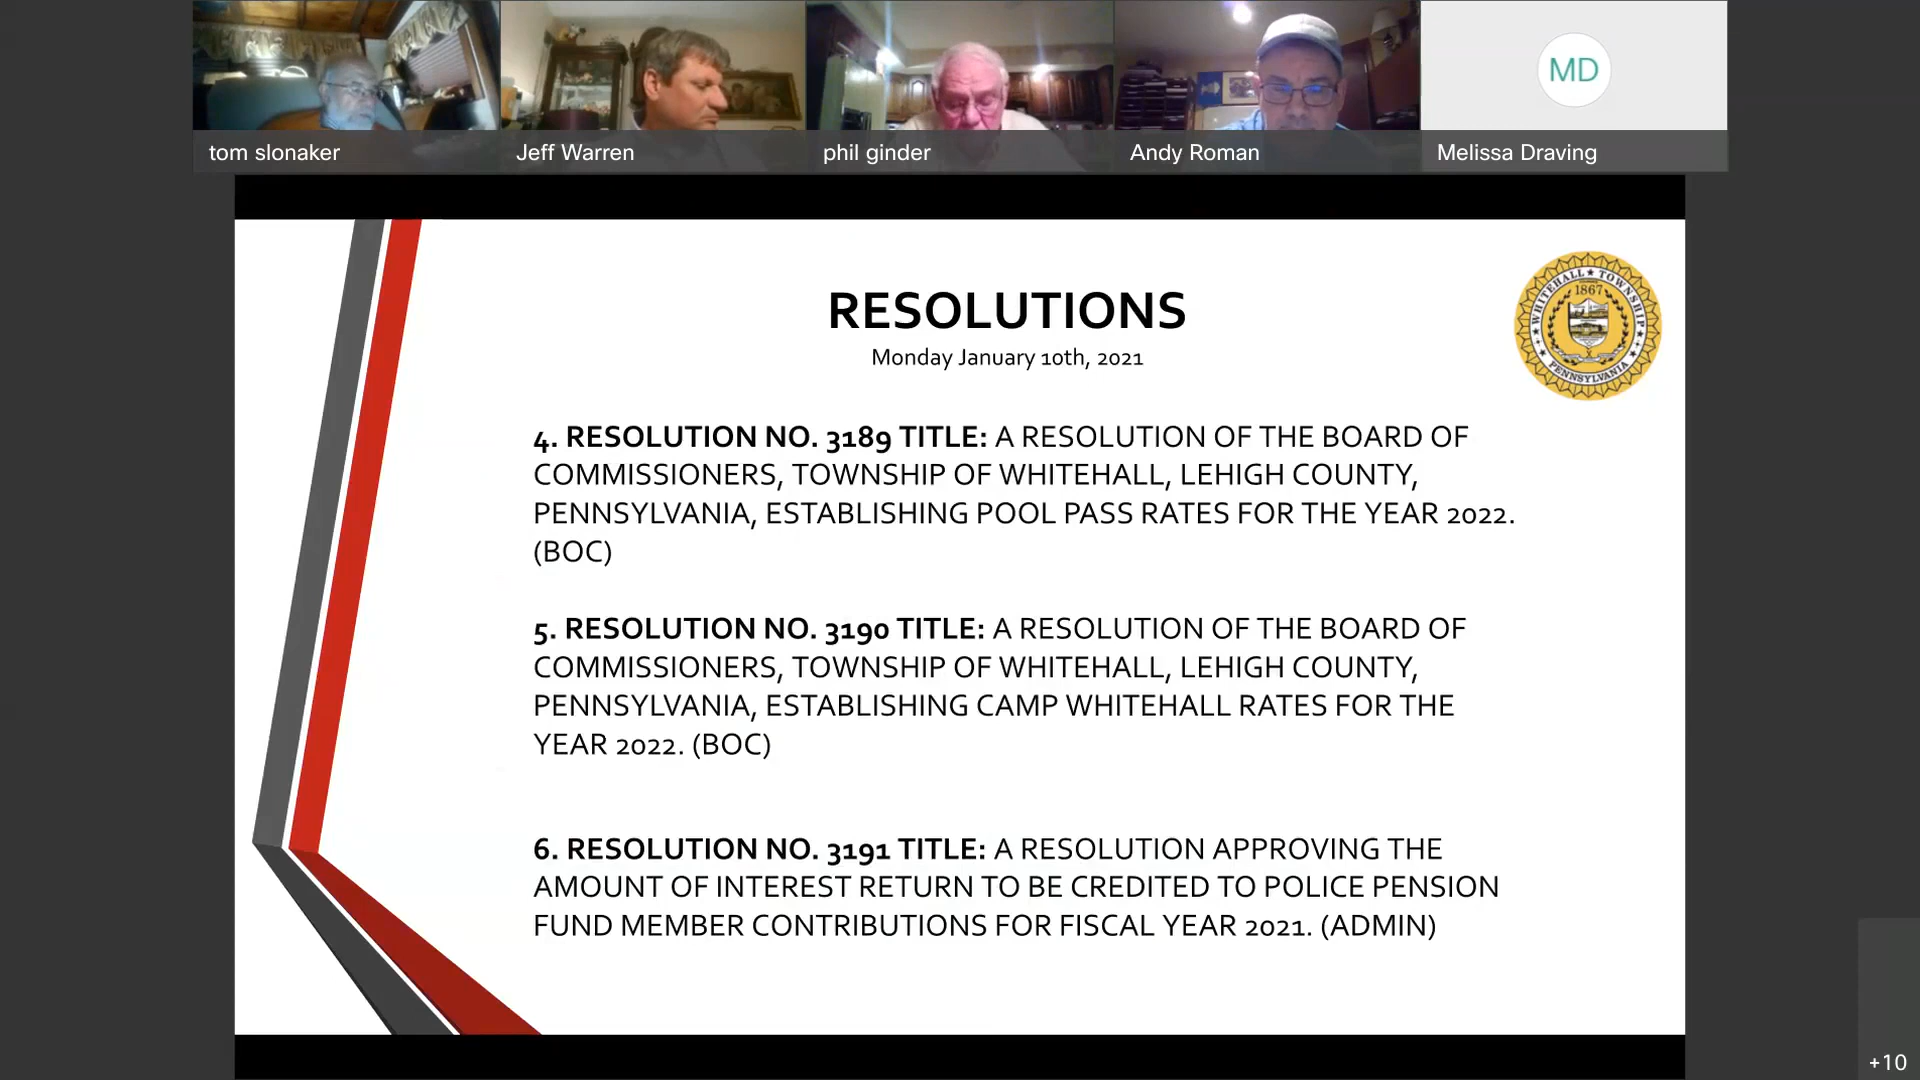 tom slonaker
Jeff Warren
phil ginder
Andy Roman
MD
Melissa Draving
RESOLUTIONS
Monday January 10th, 2021
WHITEHALL ★ TOWNSHIP
1867
PENNSYLVANIA
4. RESOLUTION NO. 3189 TITLE: A RESOLUTION OF THE BOARD OF
COMMISSIONERS, TOWNSHIP OF WHITEHALL, LEHIGH COUNTY,
PENNSYLVANIA, ESTABLISHING POOL PASS RATES FOR THE YEAR 2022.
(BOC)
5. RESOLUTION NO. 3190 TITLE: A RESOLUTION OF THE BOARD OF
COMMISSIONERS, TOWNSHIP OF WHITEHALL, LEHIGH COUNTY,
PENNSYLVANIA, ESTABLISHING CAMP WHITEHALL RATES FOR THE
YEAR 2022. (BOC)
6. RESOLUTION NO. 3191 TITLE: A RESOLUTION APPROVING THE
AMOUNT OF INTEREST RETURN TO BE CREDITED TO POLICE PENSION
FUND MEMBER CONTRIBUTIONS FOR FISCAL YEAR 2021. (ADMIN)
+10